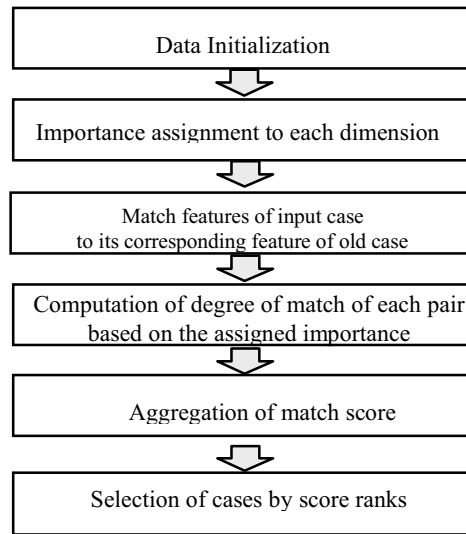 Data Initialization
Importance assignment to each dimension
Match features of input case
to its corresponding feature of old case
Computation of degree of match of each pair
based on the assigned importance
Aggregation of match score
Selection of cases by score ranks